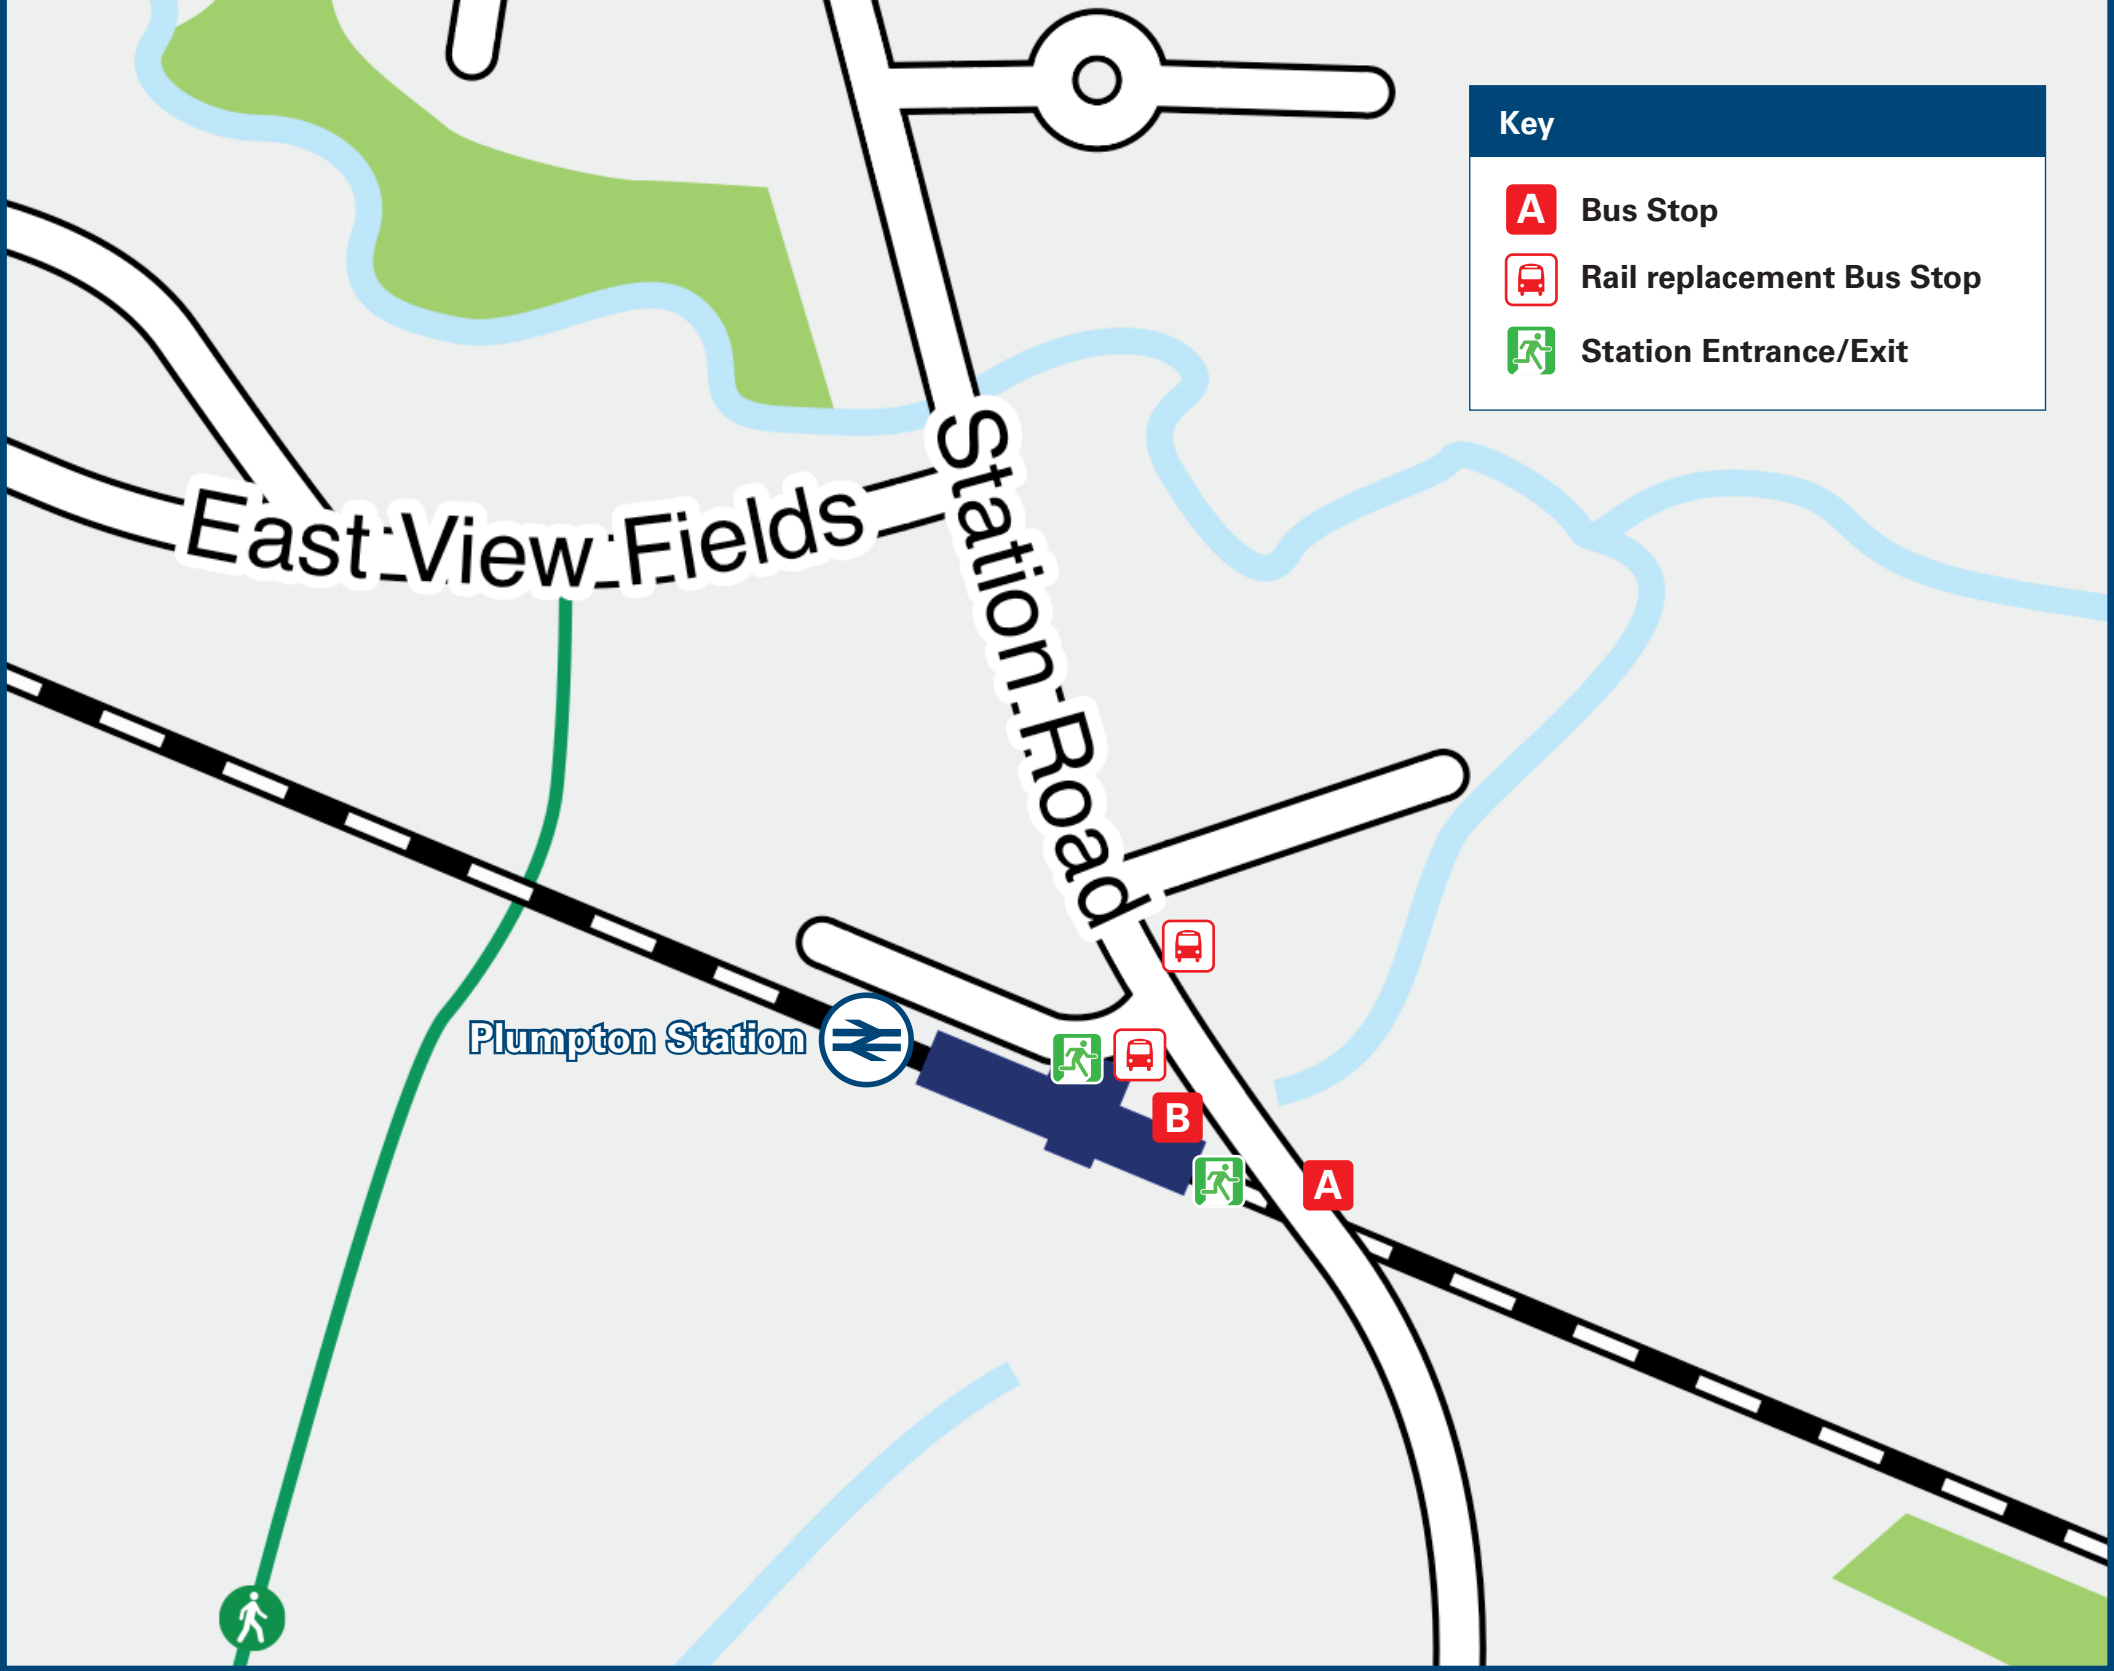 Key
A Bus Stop
Rail replacement Bus Stop
Station Entrance/Exit
East View Fields
Station Road
Plumpton Station
B
A